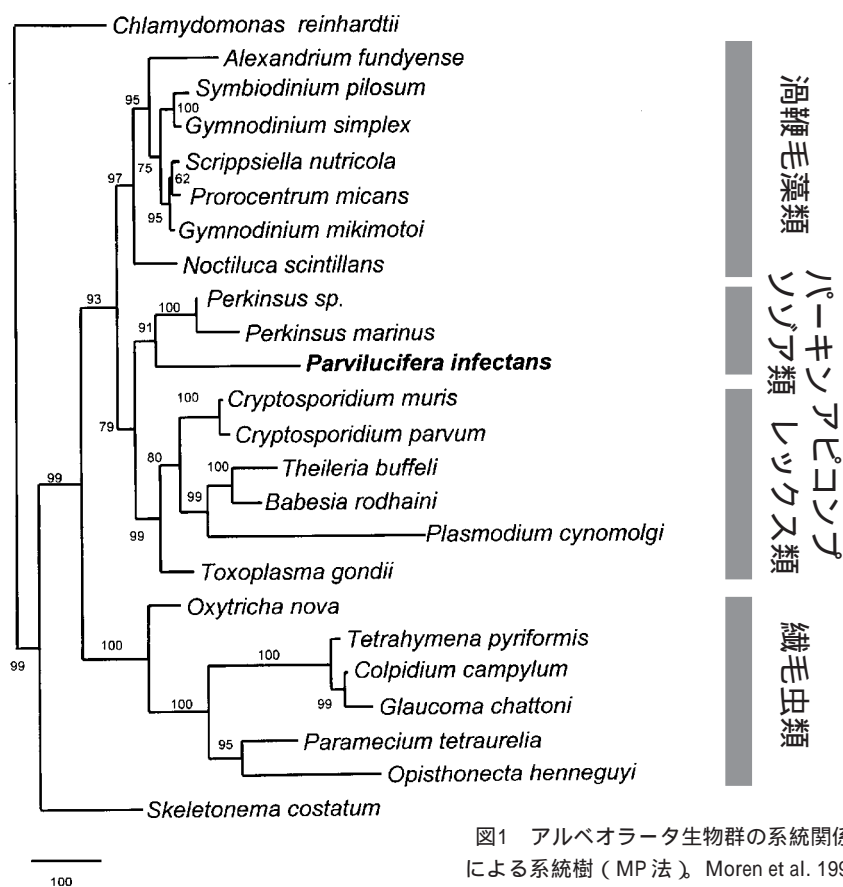 Chlamydomonas reinhardtii
Alexandrium fundyense
Symbiodinium pilosum
Gymnodinium simplex
Scrippsiella nutricola
Prorocentrum micans
Gymnodinium mikimotoi
Noctiluca scintillans
Perkinsus sp.
Perkinsus marinus
Parvilucifera infectans
Cryptosporidium muris
Cryptosporidium parvum
Theileria buffeli
Babesia rodhaini
Plasmodium cynomolgi
Toxoplasma gondii
Oxytricha nova
Tetrahymena pyriformis
Colpidium campylum
Glaucoma chattoni
Paramecium tetraurelia
Opisthonecta henneguyi
Skeletonema costatum
95
100
75
62
95
97
93
100
91
79
100
80
100
99
99
99
100
100
100
99
95
99
100
渦鞭毛藻類
パーキン
ソゾア類
アピコンプ
レックス類
繊毛虫類
図1 アルベオラータ生物群の系統関係
による系統樹(MP法)。Moren et al. 199